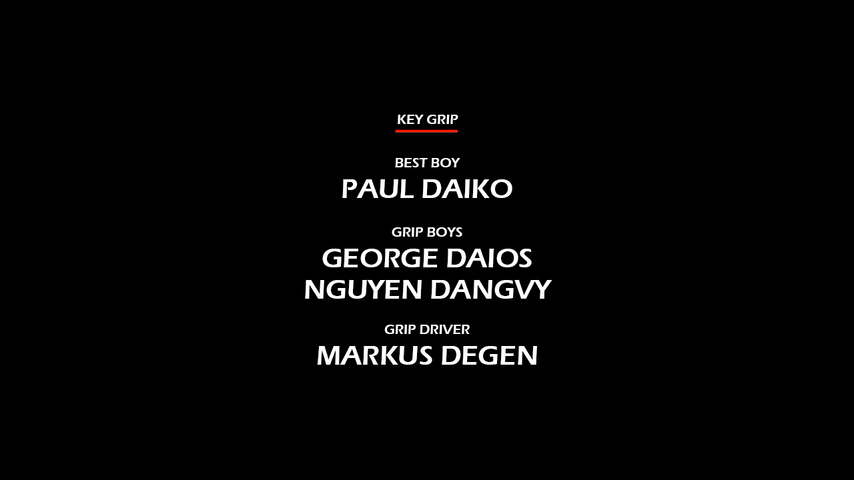 KEY GRIP
BEST BOY
PAUL DAIKO
GRIP BOYS
GEORGE DAIOS
NGUYEN DANGVY
GRIP DRIVER
MARKUS DEGEN